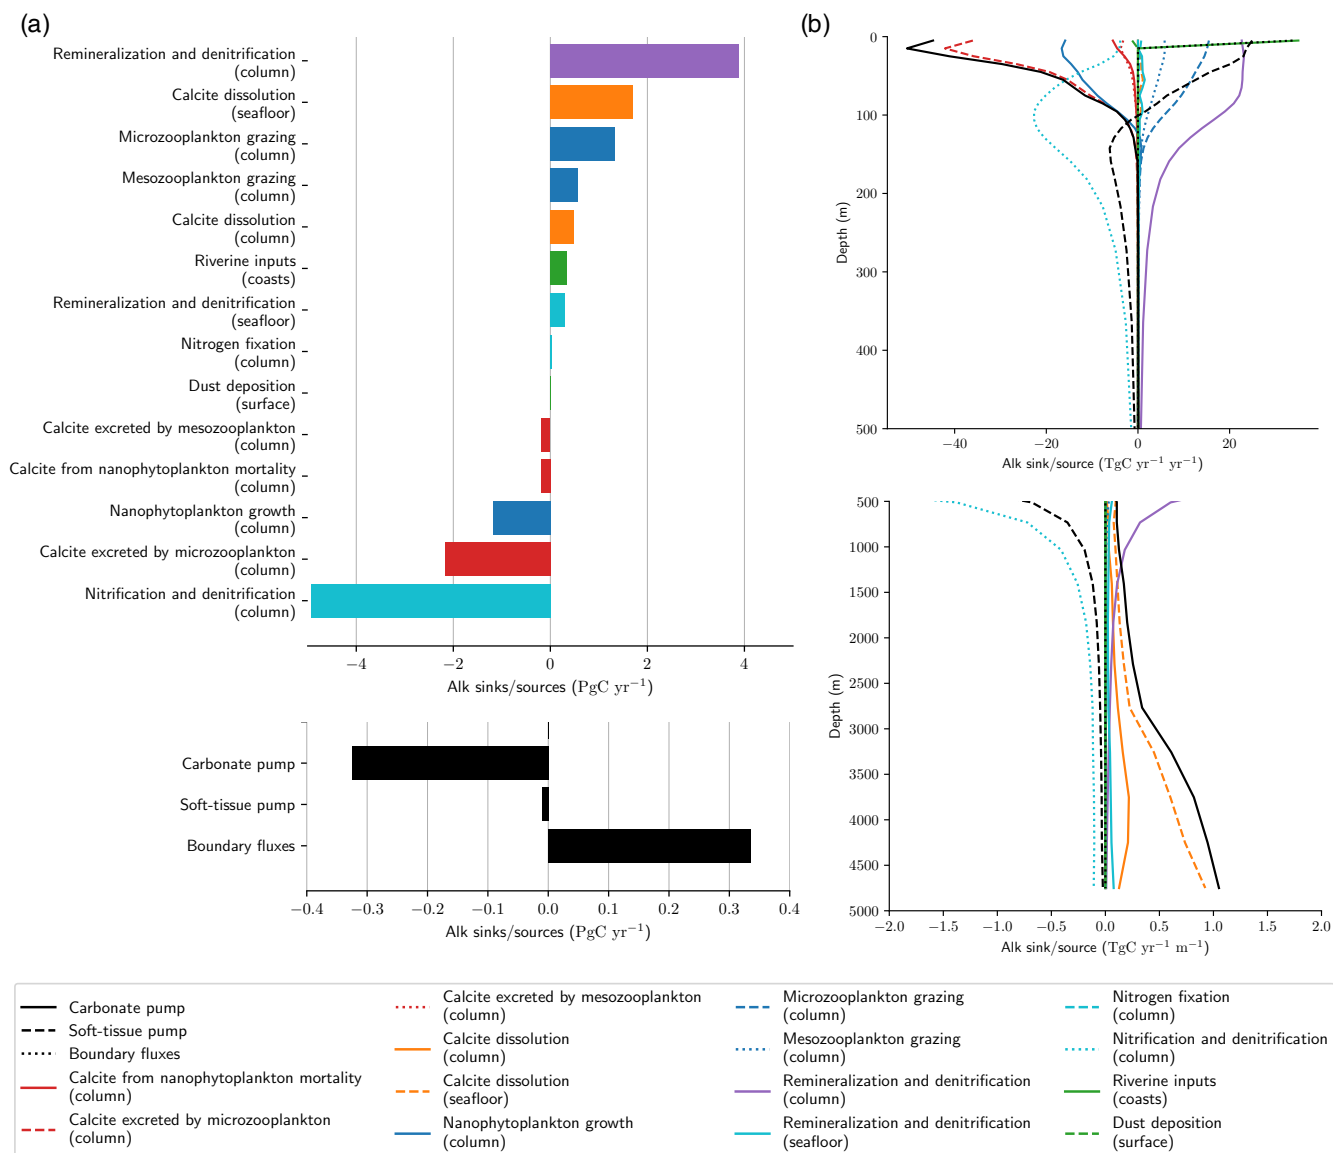 (a)
Remineralization and denitrification
(column)
Calcite dissolution
(seafloor)
Microzooplankton grazing
(column)
Mesozooplankton grazing
(column)
Calcite dissolution
(column)
Riverine inputs
(coasts)
Remineralization and denitrification
(seafloor)
Nitrogen fixation
(column)
Dust deposition
(surface)
Calcite excreted by mesozooplankton
(column)
Calcite from nanophytoplankton mortality
(column)
Nanophytoplankton growth
(column)
Calcite excreted by microzooplankton
(column)
Nitrification and denitrification
(column)
−4 −2 0 2 4
Alk sinks/sources (PgC yr⁻¹)
Carbonate pump
Soft-tissue pump
Boundary fluxes
−0.4 −0.3 −0.2 −0.1 0.0 0.1 0.2 0.3 0.4
Alk sinks/sources (PgC yr⁻¹)
(b)
0
100
200
300
400
500
Depth (m)
−40 −20 0 20
Alk sink/source (TgC yr⁻¹ yr⁻¹)
500
1000
1500
2000
2500
3000
3500
4000
4500
5000
Depth (m)
−2.0 −1.5 −1.0 −0.5 0.0 0.5 1.0 1.5 2.0
Alk sink/source (TgC yr⁻¹ m⁻¹)
Carbonate pump
Soft-tissue pump
Boundary fluxes
Calcite from nanophytoplankton mortality
(column)
Calcite excreted by microzooplankton
(column)
Calcite excreted by mesozooplankton
(column)
Calcite dissolution
(column)
Calcite dissolution
(seafloor)
Nanophytoplankton growth
(column)
Microzooplankton grazing
(column)
Mesozooplankton grazing
(column)
Remineralization and denitrification
(column)
Remineralization and denitrification
(seafloor)
Nitrogen fixation
(column)
Nitrification and denitrification
(column)
Riverine inputs
(coasts)
Dust deposition
(surface)